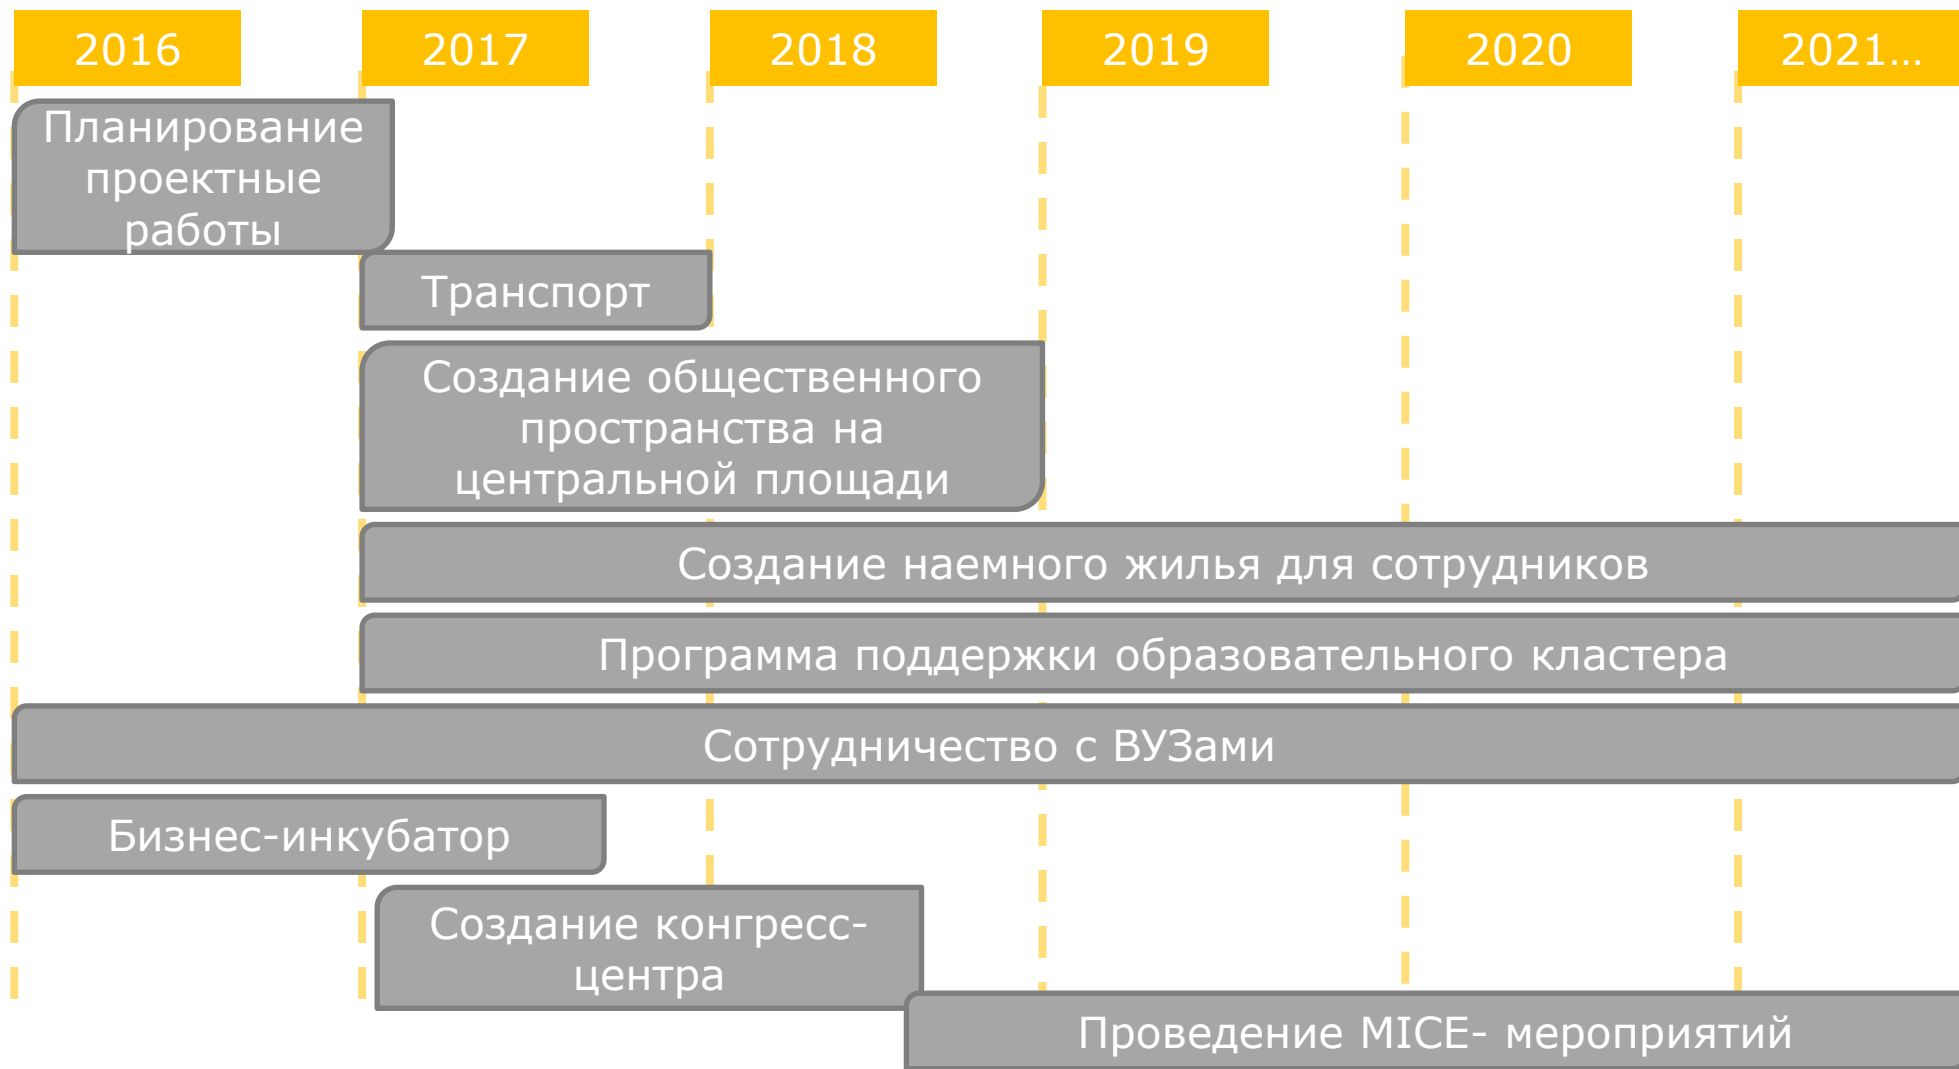 2016
2017
2018
2019
2020
2021…
Планирование
проектные
работы
Транспорт
Создание общественного
пространства на
центральной площади
Создание наемного жилья для сотрудников
Программа поддержки образовательного кластера
Сотрудничество с ВУЗами
Бизнес-инкубатор
Создание конгресс-
центра
Проведение MICE- мероприятий